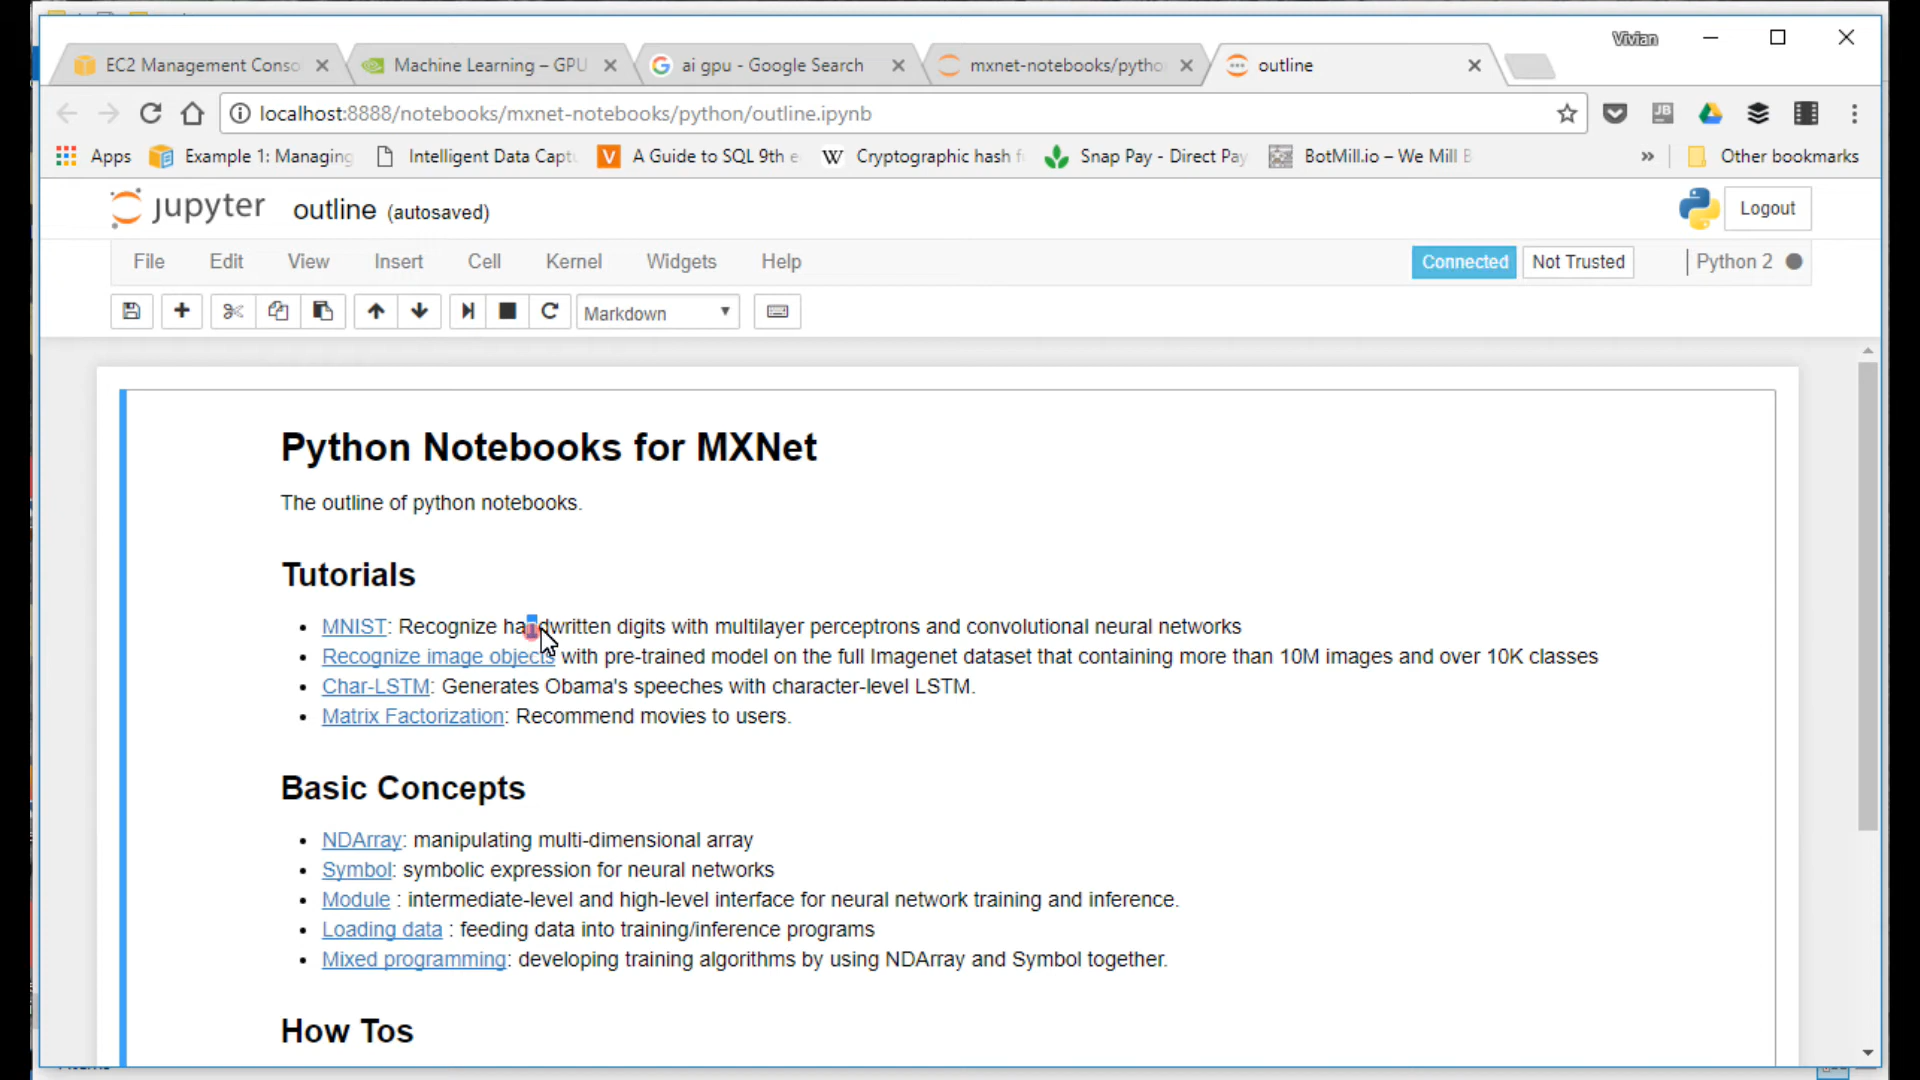 Vivian
EC2 Management Conso
Machine Learning – GPU
ai gpu - Google Search
mxnet-notebooks/pytho
outline
localhost:8888/notebooks/mxnet-notebooks/python/outline.ipynb
JB
Apps
Example 1: Managing
Intelligent Data Captu
V
A Guide to SQL 9th e
W
Cryptographic hash f
Snap Pay - Direct Pay
BotMill.io – We Mill B
»
Other bookmarks
jupyter outline (autosaved)
Logout
File Edit View Insert Cell Kernel Widgets Help
Connected Not Trusted Python 2
Markdown
Python Notebooks for MXNet
The outline of python notebooks.
Tutorials
• MNIST: Recognize handwritten digits with multilayer perceptrons and convolutional neural networks
• Recognize image objects with pre-trained model on the full Imagenet dataset that containing more than 10M images and over 10K classes
• Char-LSTM: Generates Obama's speeches with character-level LSTM.
• Matrix Factorization: Recommend movies to users.
Basic Concepts
• NDArray: manipulating multi-dimensional array
• Symbol: symbolic expression for neural networks
• Module : intermediate-level and high-level interface for neural network training and inference.
• Loading data : feeding data into training/inference programs
• Mixed programming: developing training algorithms by using NDArray and Symbol together.
How Tos